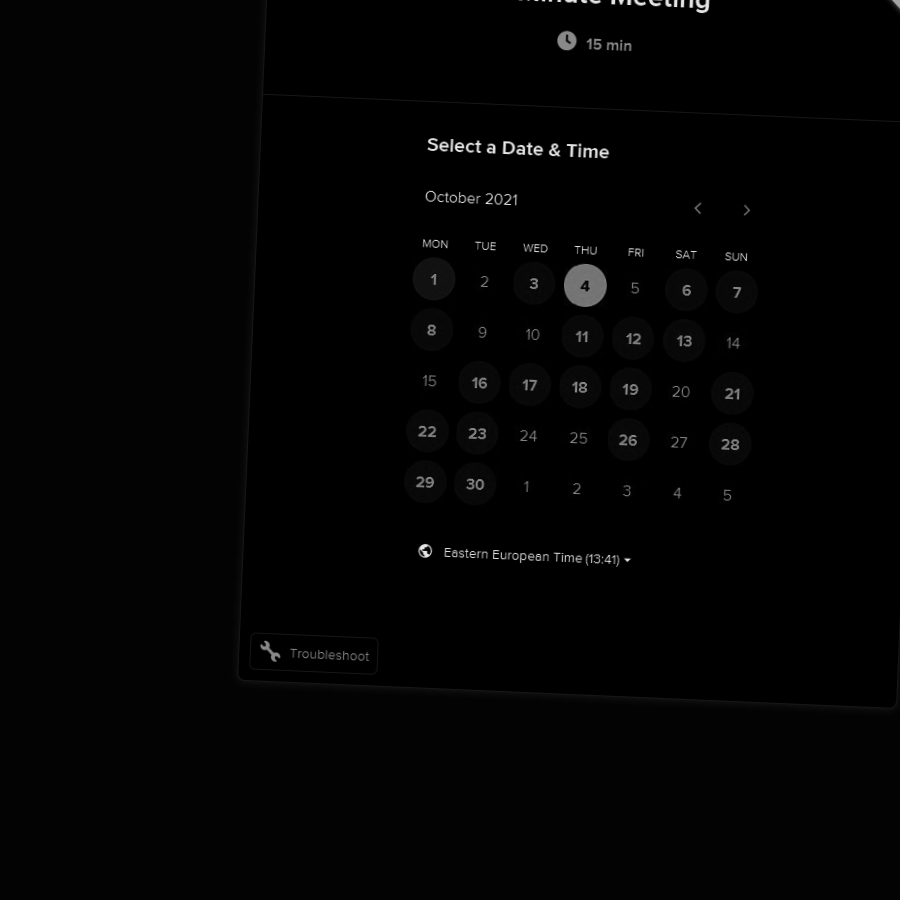 Meeting
15 min
Select a Date & Time
October 2021
MON TUE WED THU FRI SAT SUN
1 2 3 4 5 6 7
8 9 10 11 12 13 14
15 16 17 18 19 20 21
22 23 24 25 26 27 28
29 30 1 2 3 4 5
Eastern European Time (13:41)
Troubleshoot